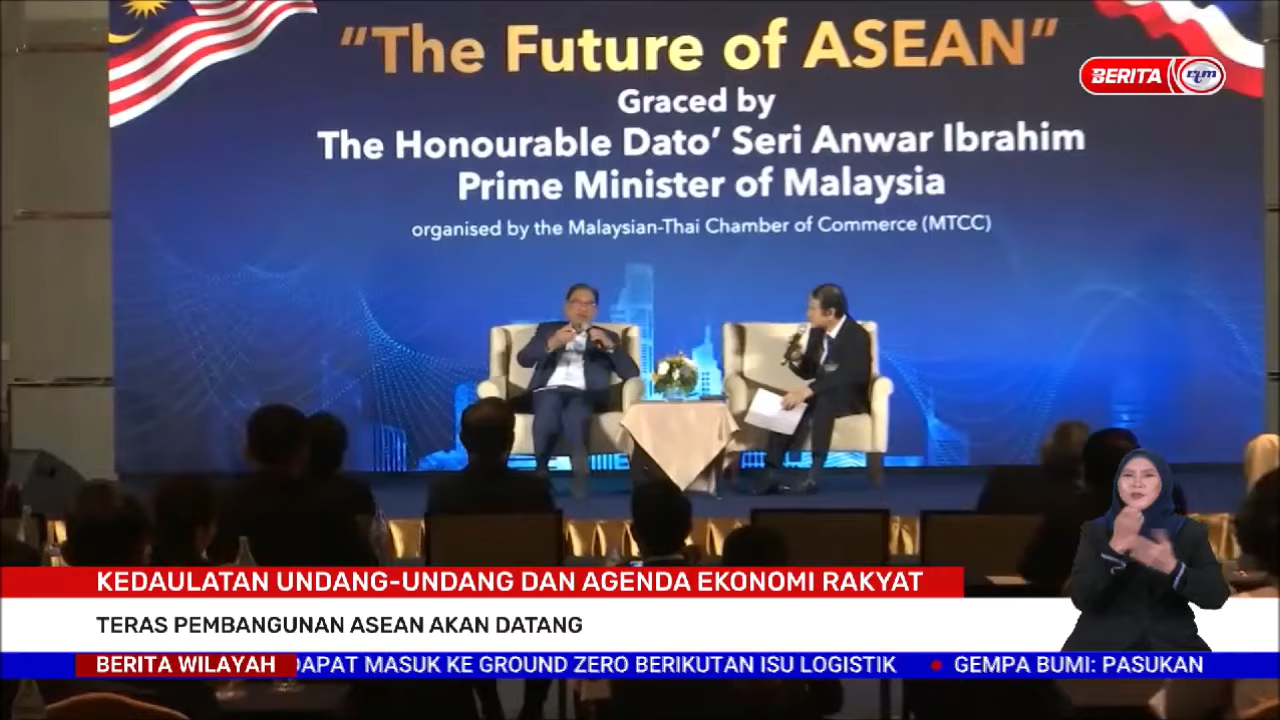 "The Future of ASEAN"
Graced by
The Honourable Dato' Seri Anwar Ibrahim
Prime Minister of Malaysia
organised by the Malaysian-Thai Chamber of Commerce (MTCC)
BERITA rtm
KEDAULATAN UNDANG-UNDANG DAN AGENDA EKONOMI RAKYAT
TERAS PEMBANGUNAN ASEAN AKAN DATANG
BERITA WILAYAH DAPAT MASUK KE GROUND ZERO BERIKUTAN ISU LOGISTIK • GEMPA BUMI: PASUKAN